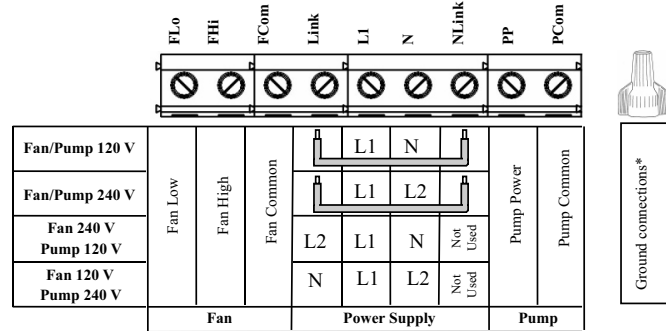 FLo FHi FCom Link L1 N NLink PP PCom
Fan/Pump 120 V L1 N
Fan/Pump 240 V L1 L2
Fan 240 V
Pump 120 V
L2 L1 N Not
Used
Fan 120 V
Pump 240 V
N L1 L2 Not
Used
Fan Low
Fan High
Fan Common
Pump Power
Pump Common
Ground connections*
Fan Power Supply Pump